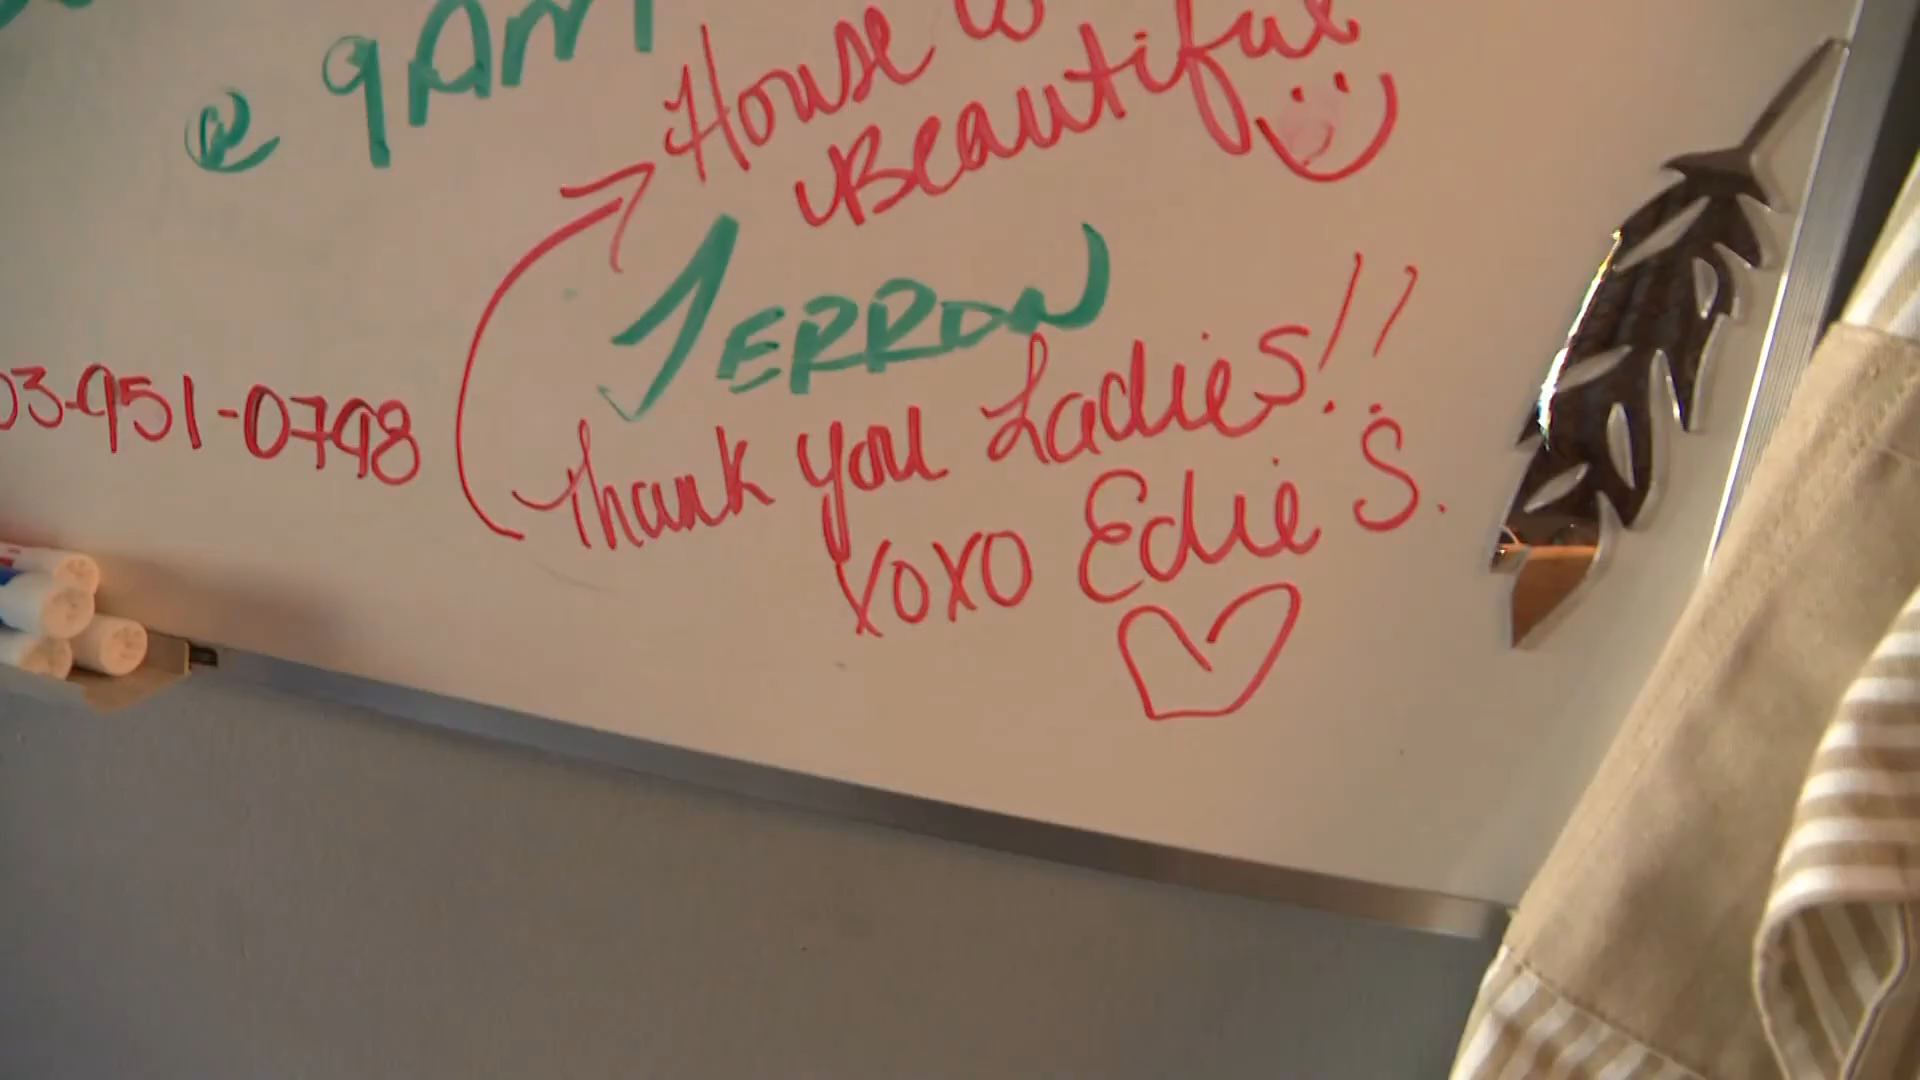 @ 9AM
House is
Beautiful
JERRON
03-951-0798
Thank you Ladies!!
XOXO Edie S.